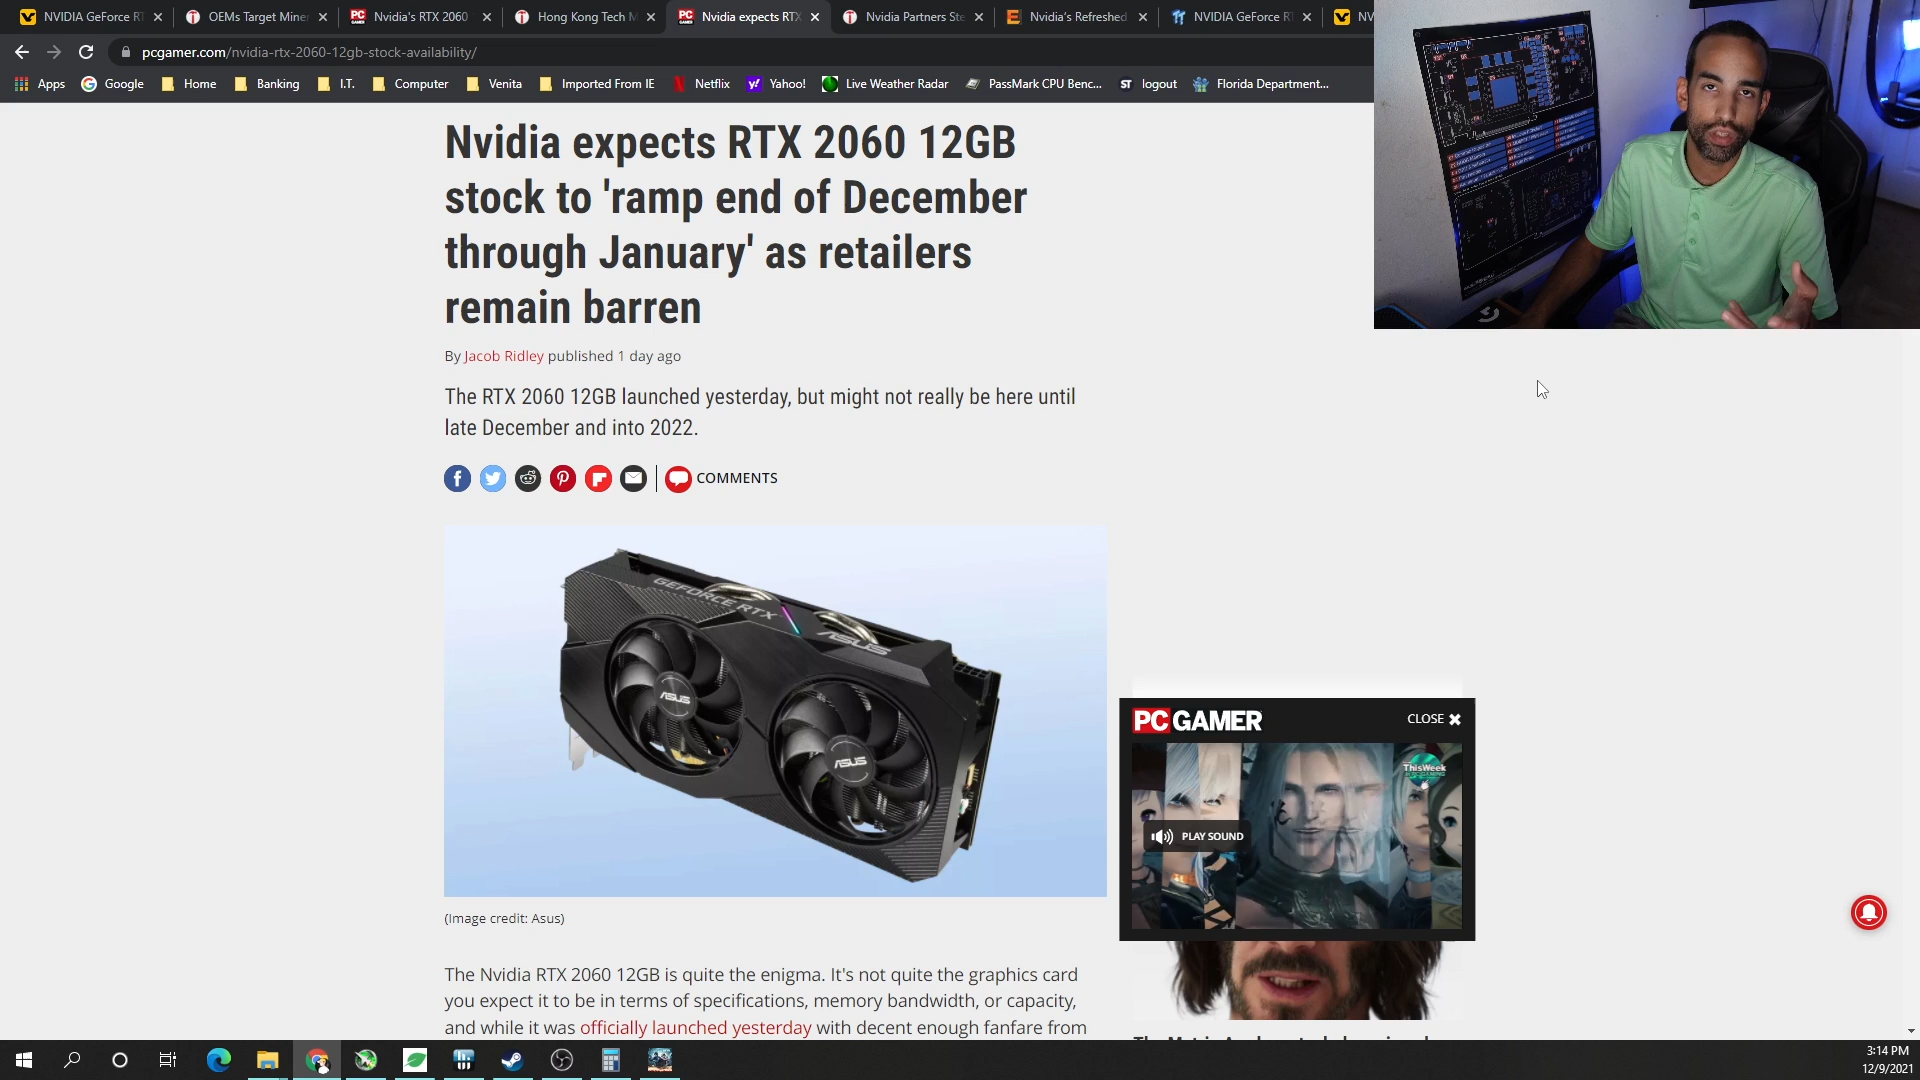 NVIDIA GeForce RT
OEMs Target Miner
Nvidia's RTX 2060
Hong Kong Tech M
Nvidia expects RTX
Nvidia Partners Ste
Nvidia's Refreshed
NVIDIA GeForce RT
NV
pcgamer.com/nvidia-rtx-2060-12gb-stock-availability/
Apps
Google
Home
Banking
I.T.
Computer
Venita
Imported From IE
Netflix
Yahoo!
Live Weather Radar
PassMark CPU Benc...
ST logout
Florida Department...
Nvidia expects RTX 2060 12GB
stock to 'ramp end of December
through January' as retailers
remain barren
By Jacob Ridley published 1 day ago
The RTX 2060 12GB launched yesterday, but might not really be here until
late December and into 2022.
COMMENTS
GEFORCE RTX
ASUS
ASUS
ASUS
PC GAMER
CLOSE
ThisWeek
PLAY SOUND
(Image credit: Asus)
The Nvidia RTX 2060 12GB is quite the enigma. It's not quite the graphics card
you expect it to be in terms of specifications, memory bandwidth, or capacity,
and while it was officially launched yesterday with decent enough fanfare from
3:14 PM
12/9/2021